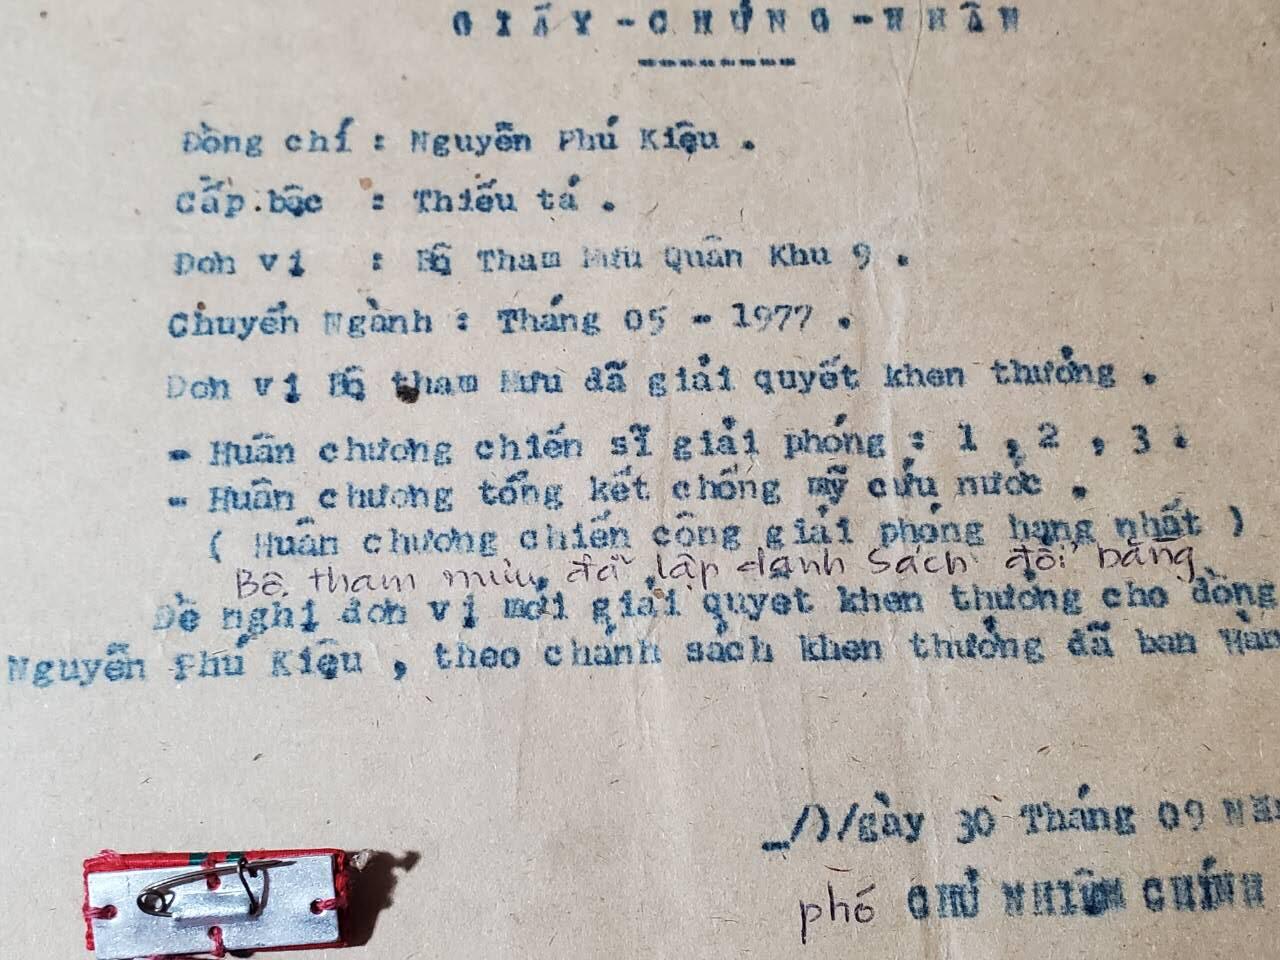 GIẤY-CHỨNG-NHẬN
Đồng chí : Nguyễn Phú Kiệu .
Cấp bậc : Thiếu tá .
Đơn vị : Bộ Tham Mưu Quân Khu 9 .
Chuyển Ngành : Tháng 05 - 1977 .
Đơn vị Bộ tham Mưu đã giải quyết khen thưởng .
- Huân chương chiến sĩ giải phóng : 1 , 2 , 3 .
- Huân chương tổng kết chống mỹ cứu nước .
( Huân chương chiến công giải phóng hạng nhất )
Bộ tham mưu đã lập danh sách đổi bằng
Đề nghị đơn vị mới giải quyết khen thưởng cho đồng
Nguyễn Phú Kiệu , theo chánh sách khen thưởng đã ban Hàn
_/)/gày 30 Tháng 09 Năm
phó CHỦ NHIỆM CHÍNH